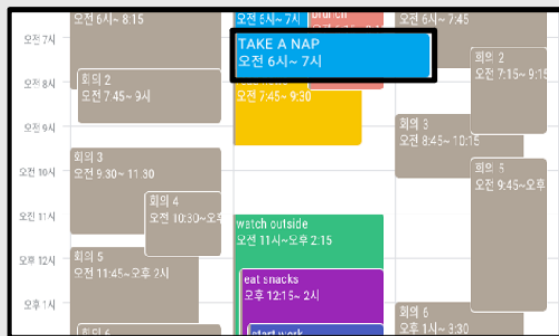 오전 6시~ 8:15
오전 6시~ 7시
brunch
오전 6시~ 7:45
오전 7시
TAKE A NAP
오전 6시~ 7시
회의 2
오전 7:15~ 9:15
오전 8시
회의 2
오전 7:45~ 9시
오전 7:45~ 9:30
오전 9시
회의 3
오전 8:45~ 10:15
오전 10시
회의 3
오전 9:30~ 11:30
회의 5
오전 9:45~오후
회의 4
오전 10:30~오후
오전 11시
watch outside
오전 11시~오후 2:15
오후 12시
회의 5
오전 11:45~오후 2시
eat snacks
오후 12:15~ 2시
오후 1시
회의 6
오후 1시~ 3:30
회의 6
start work